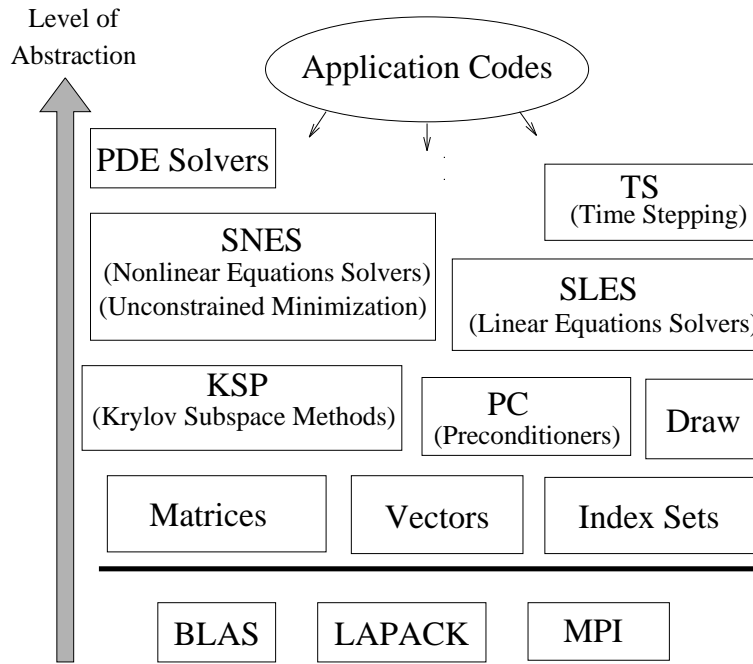 Level of
Abstraction
Application Codes
PDE Solvers
TS
(Time Stepping)
SNES
(Nonlinear Equations Solvers)
(Unconstrained Minimization)
SLES
(Linear Equations Solvers)
KSP
(Krylov Subspace Methods)
PC
(Preconditioners)
Draw
Matrices
Vectors
Index Sets
BLAS
LAPACK
MPI